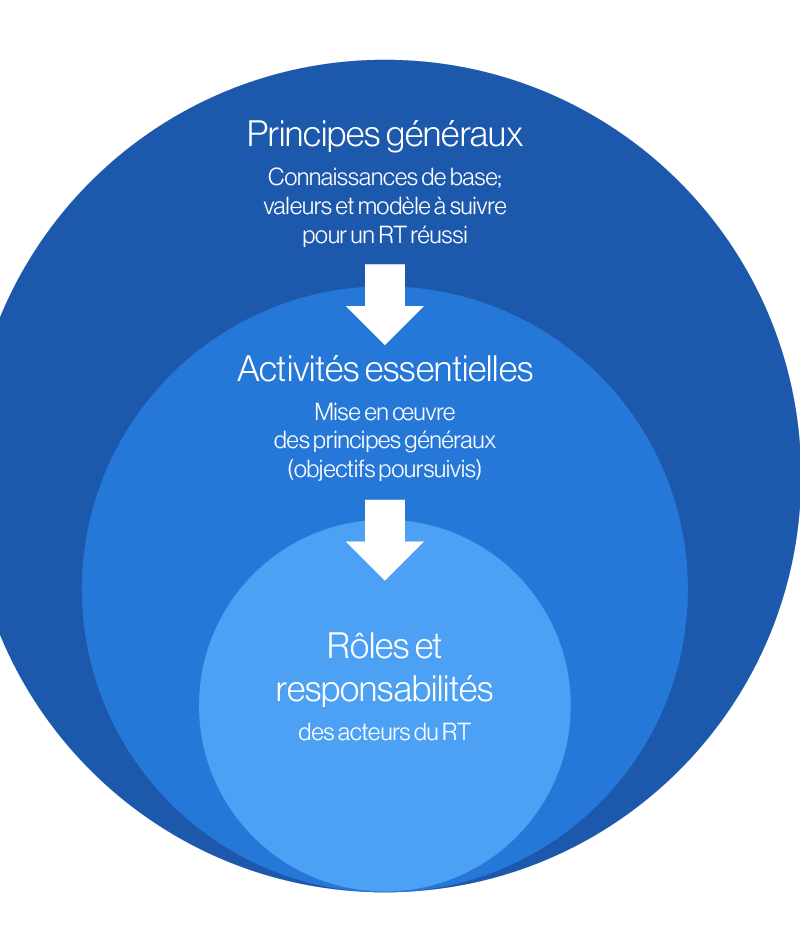 Principes généraux
Connaissances de base;
valeurs et modèle à suivre
pour un RT réussi
Activités essentielles
Mise en œuvre
des principes généraux
(objectifs poursuivis)
Rôles et
responsabilités
des acteurs du RT